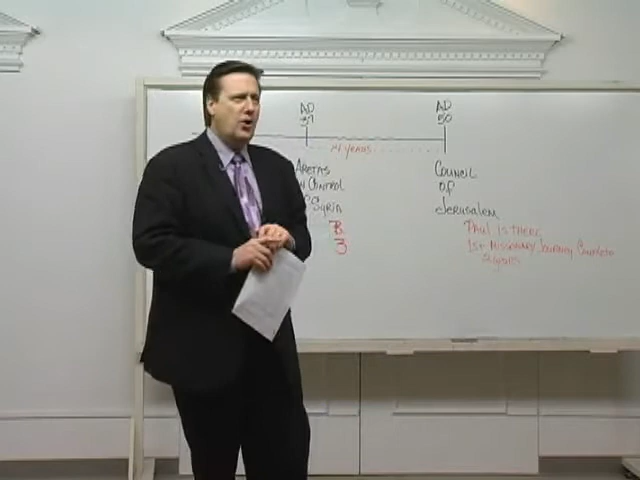 AD
37
AD
50
14 YEARS
ARETAS
CONTROL
SYRIA
3
COUNCIL
OF
JERUSALEM
PAUL IS THERE
1ST MISSIONARY JOURNEY COMPLETE